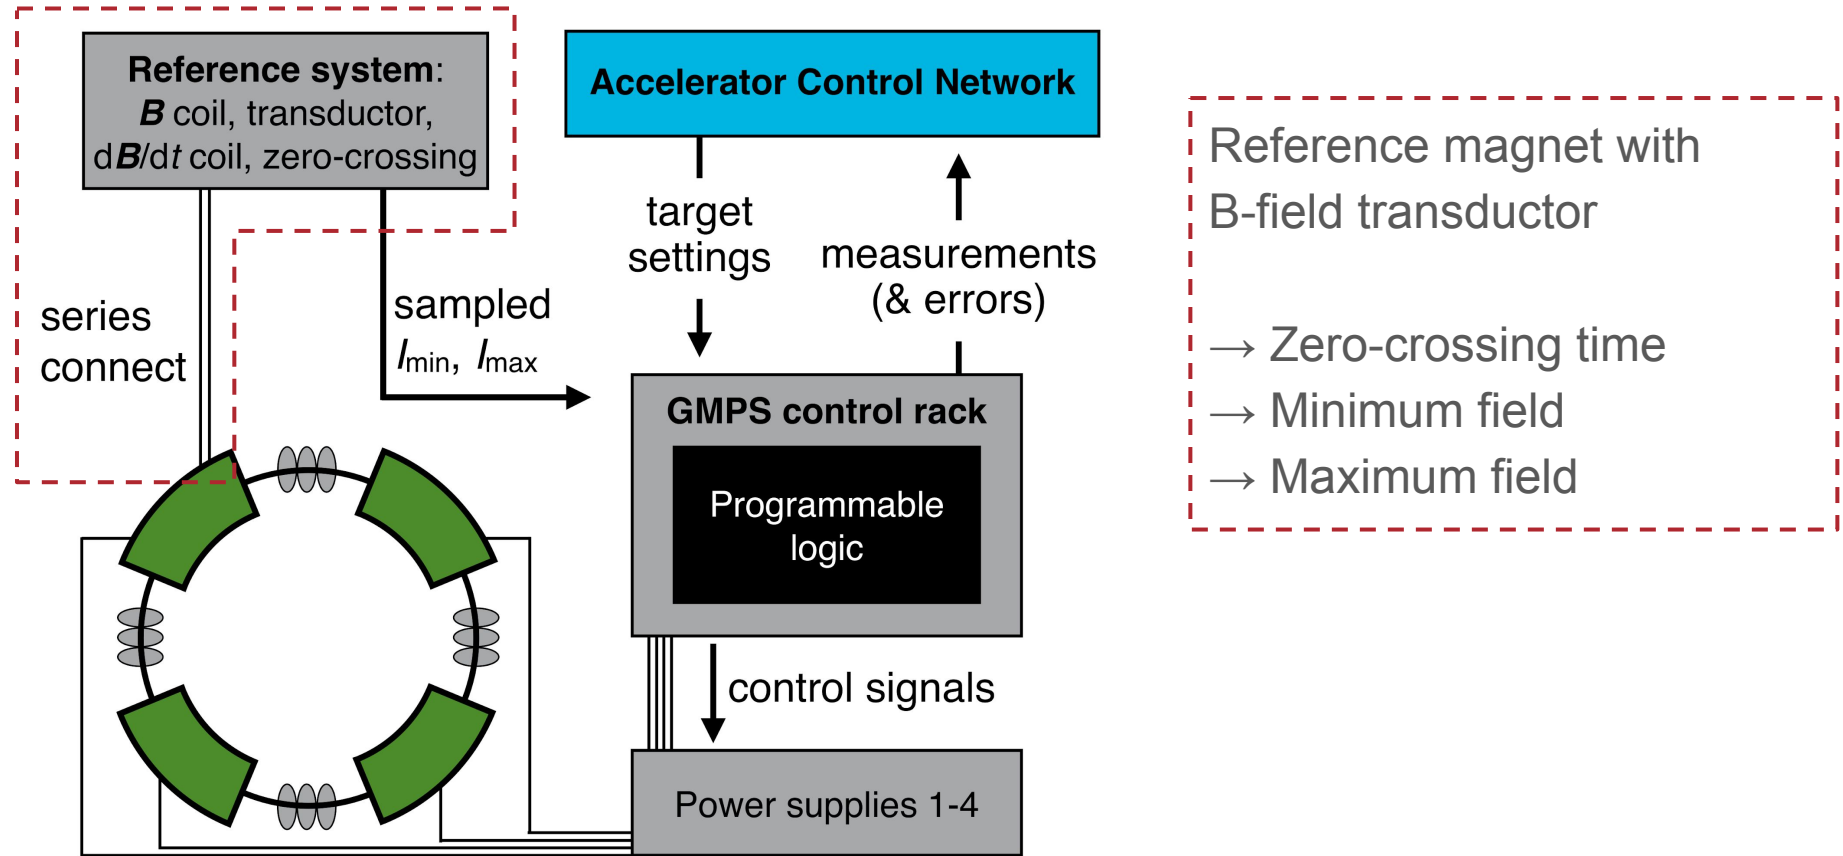 Reference system:
B coil, transductor,
dB/dt coil, zero-crossing
Accelerator Control Network
series
connect
sampled
Imin, Imax
target
settings
measurements
(& errors)
GMPS control rack
Programmable
logic
control signals
Power supplies 1-4
Reference magnet with
B-field transductor
→ Zero-crossing time
→ Minimum field
→ Maximum field